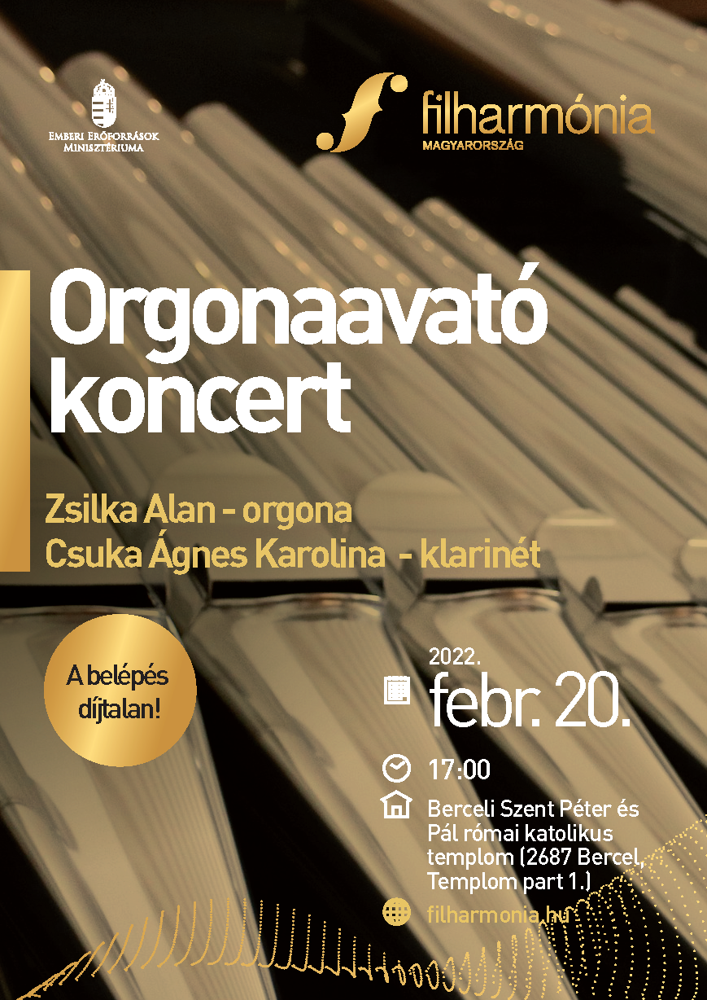 EMBERI ERŐFORRÁSOK
MINISZTÉRIUMA
filharmónia
MAGYARORSZÁG
Orgonaavató
koncert
Zsilka Alan - orgona
Csuka Ágnes Karolina - klarinét
A belépés
díjtalan!
2022.
febr. 20.
17:00
Berceli Szent Péter és
Pál római katolikus
templom (2687 Bercel,
Templom part 1.)
filharmonia.hu